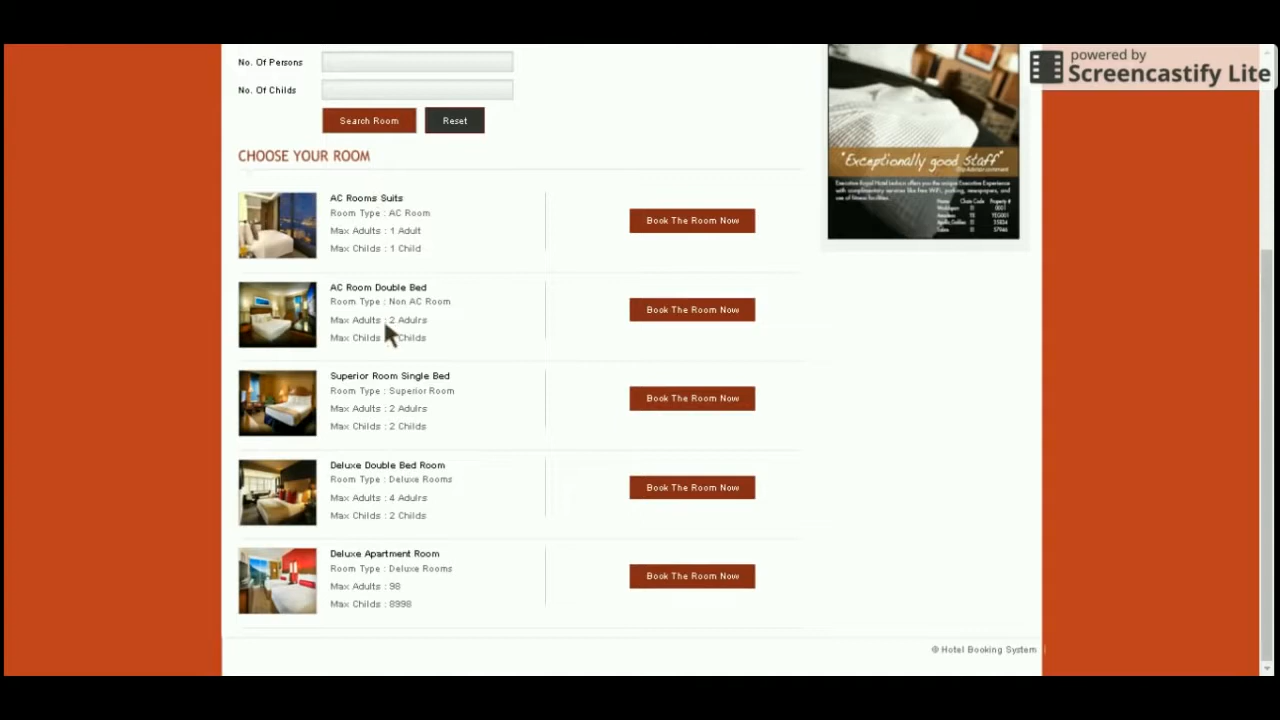 powered by
Screencastify Lite
No. Of Persons
No. Of Childs
Search Room
Reset
CHOOSE YOUR ROOM
AC Rooms Suits
Room Type : AC Room
Max Adults : 1 Adult
Max Childs : 1 Child
Book The Room Now
AC Room Double Bed
Room Type : Non AC Room
Max Adults : 2 Adulrs
Max Childs Childs
Book The Room Now
Superior Room Single Bed
Room Type : Superior Room
Max Adults : 2 Adulrs
Max Childs : 2 Childs
Book The Room Now
Deluxe Double Bed Room
Room Type : Deluxe Rooms
Max Adults : 4 Adulrs
Max Childs : 2 Childs
Book The Room Now
Deluxe Apartment Room
Room Type : Deluxe Rooms
Max Adults : 98
Max Childs : 8998
Book The Room Now
"Exceptionally good staff"
© Hotel Booking System